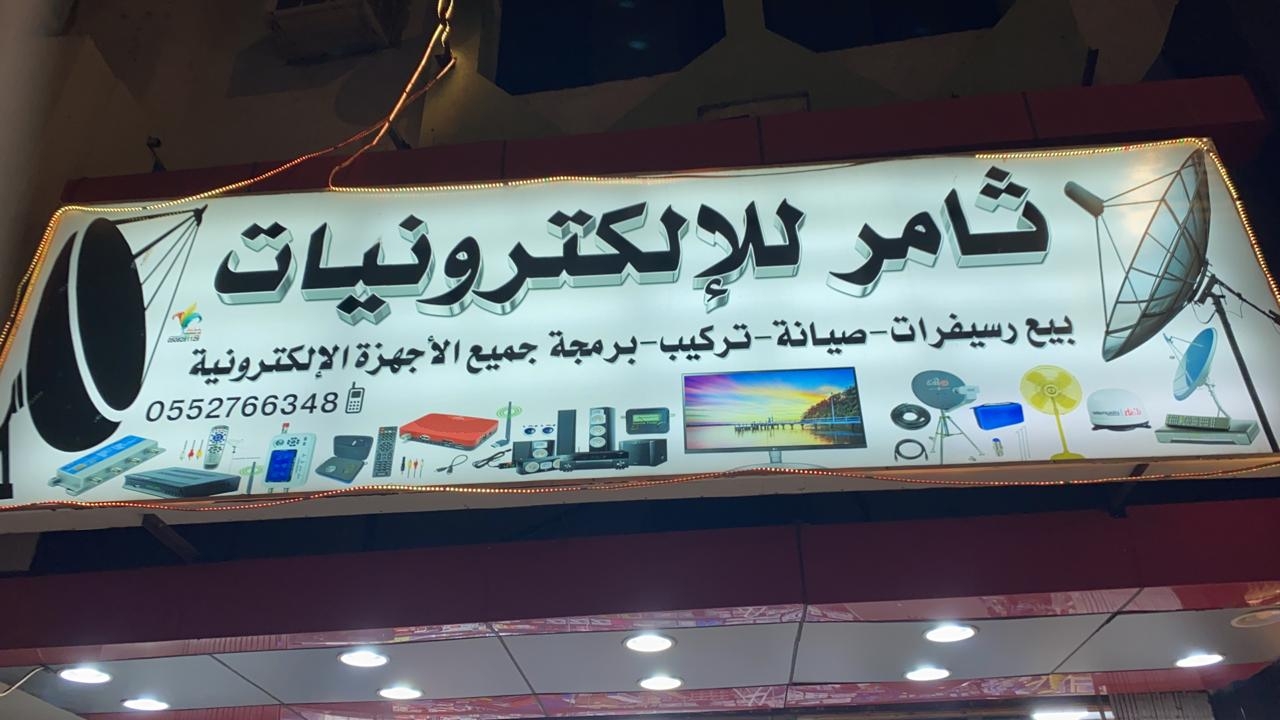 ثامر للإلكترونيات
بيع رسيفرات-صيانة-تركيب-برمجة جميع الأجهزة الإلكترونية
0552766348